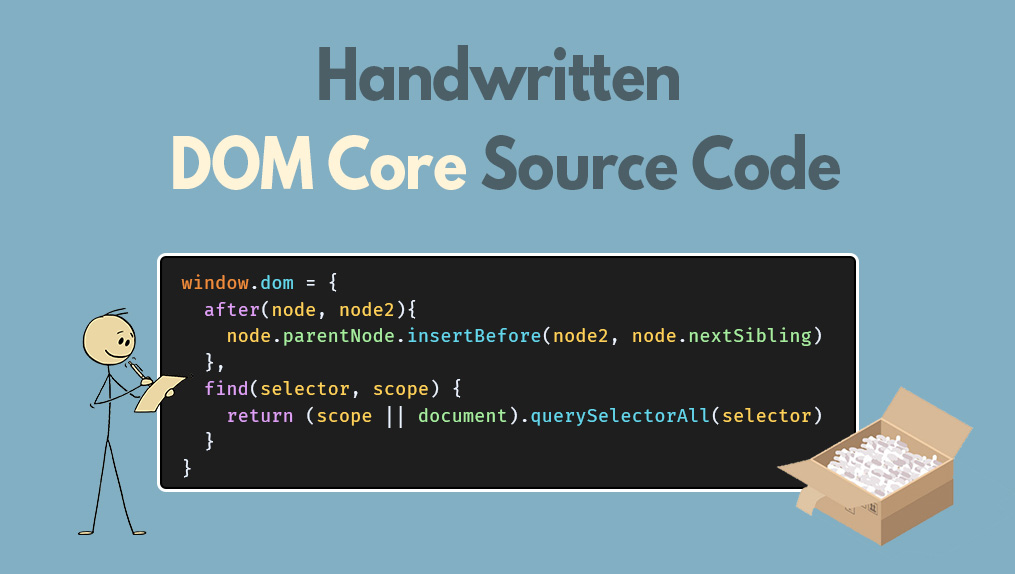 Handwritten
DOM Core Source Code
window.dom = {
  after(node, node2){
    node.parentNode.insertBefore(node2, node.nextSibling)
  },
  find(selector, scope) {
    return (scope || document).querySelectorAll(selector)
  }
}